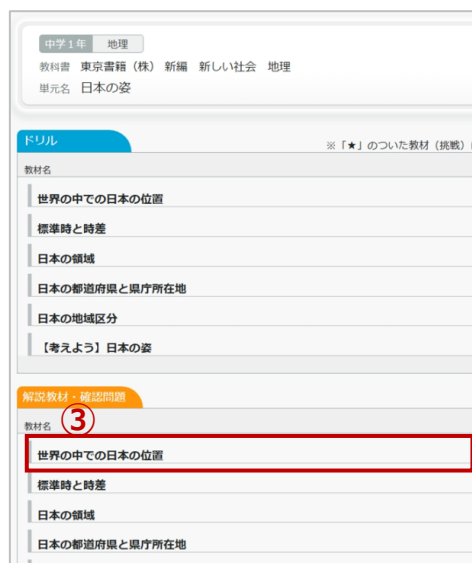 中学1年 地理
教科書 東京書籍（株） 新編 新しい社会 地理
単元名 日本の姿
ドリル
※「★」のついた教材（挑戦）
教材名
世界の中での日本の位置
標準時と時差
日本の領域
日本の都道府県と県庁所在地
日本の地域区分
【考えよう】日本の姿
解説教材・確認問題
③
教材名
世界の中での日本の位置
標準時と時差
日本の領域
日本の都道府県と県庁所在地